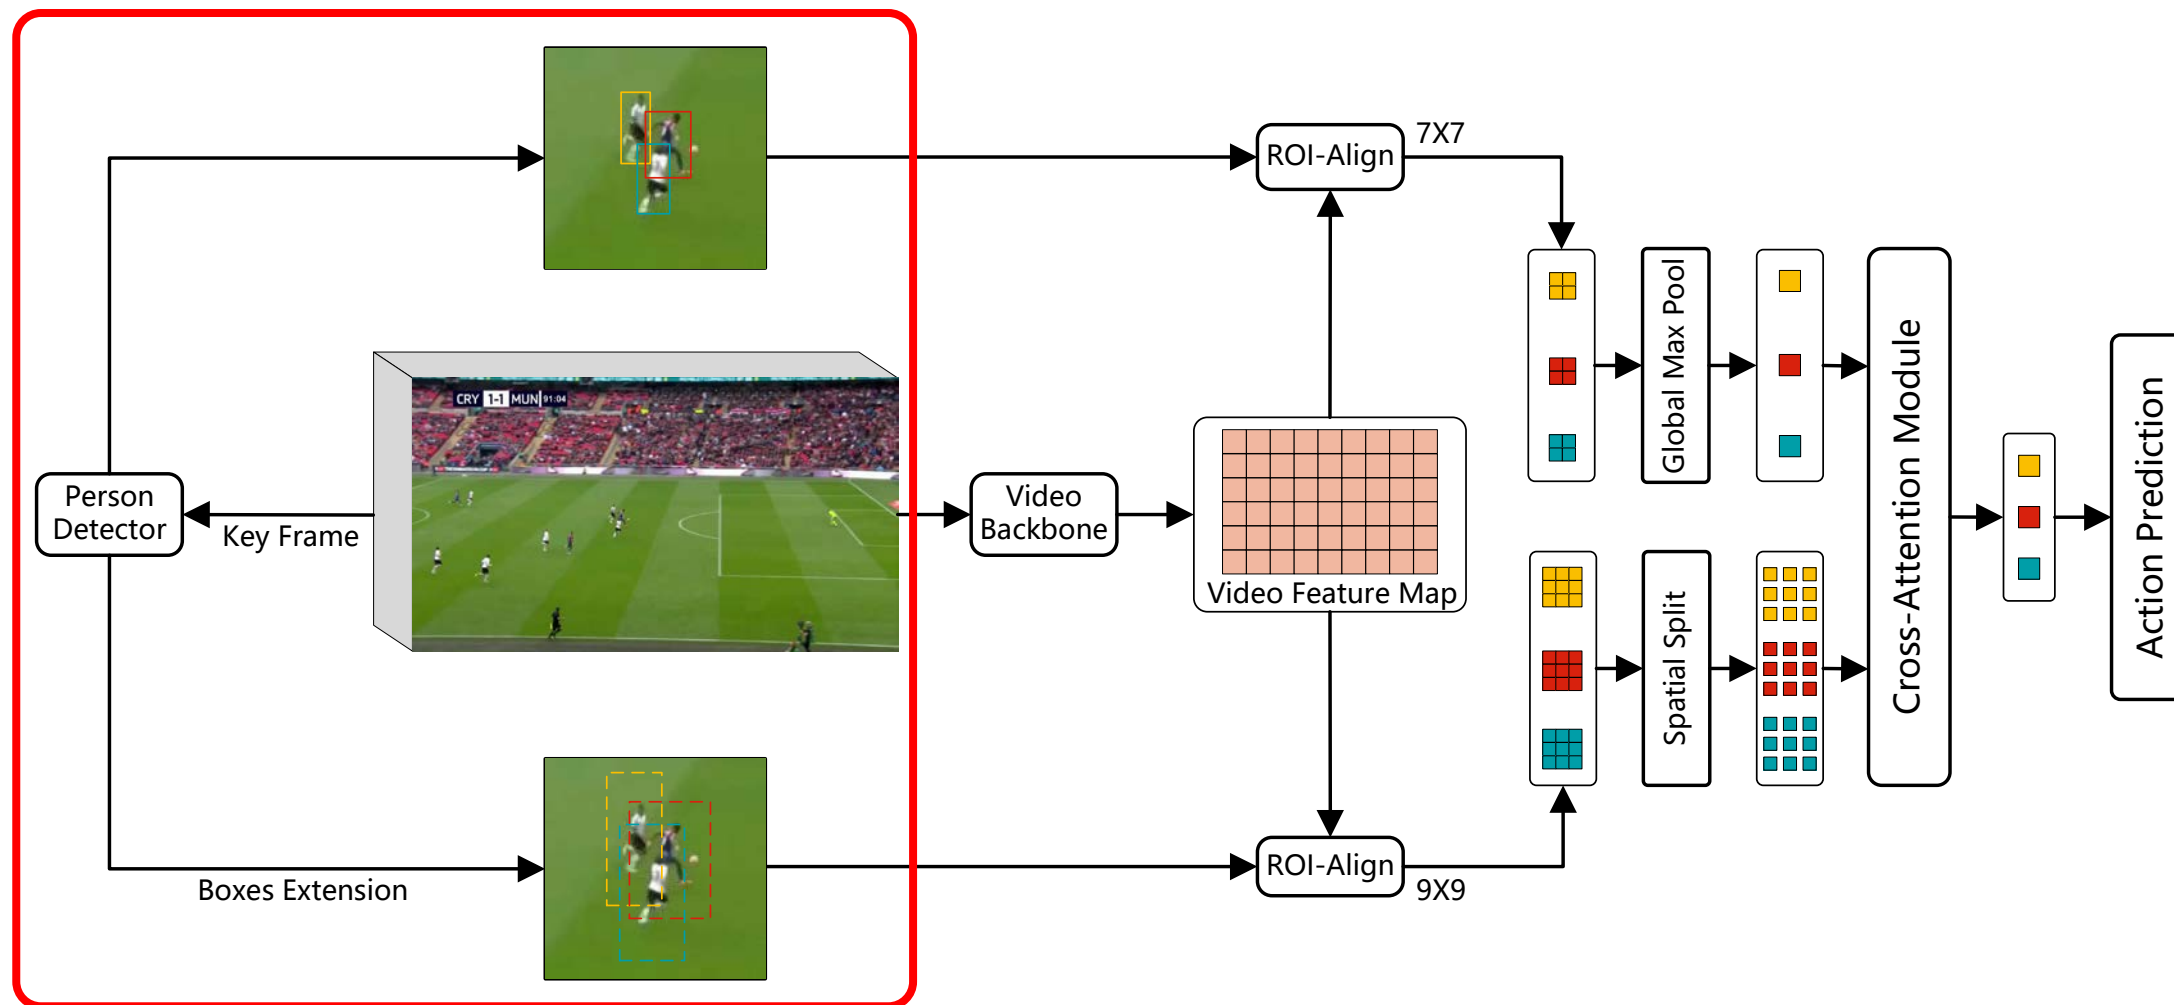 ROI-Align
7X7
CRY 1-1 MUN 91:04
Person
Detector
Key Frame
Video
Backbone
Video Feature Map
Global Max Pool
Spatial Split
Cross-Attention Module
Action Prediction
Boxes Extension
ROI-Align
9X9